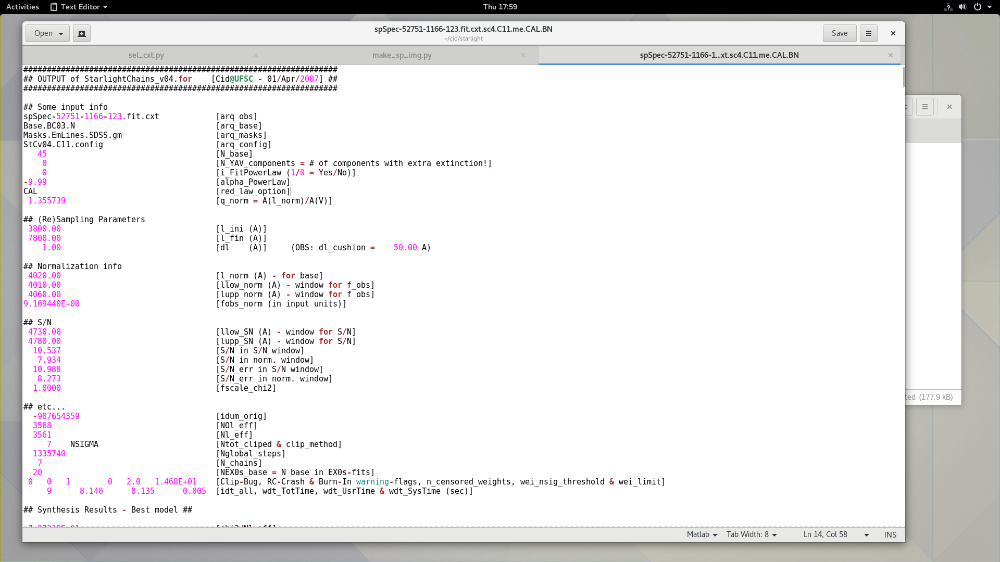 Activities Text Editor Thu 17:59
Open spSpec-52751-1166-123.fit.cxt.sc4.C11.me.CAL.BN Save
~/cid/starlight
sel_cxt.py make_sp_img.py spSpec-52751-1166-1...xt.sc4.C11.me.CAL.BN
###################################################################
## OUTPUT of StarlightChains_v04.for    [Cid@UFSC - 01/Apr/2007] ##
###################################################################
## Some input info
spSpec-52751-1166-123.fit.cxt            [arq_obs]
Base.BC03.N                              [arq_base]
Masks.EmLines.SDSS.gm                    [arq_masks]
StCv04.C11.config                        [arq_config]
45                                    [N_base]
0                                    [N_YAV_components = # of components with extra extinction!]
0                                    [i_FitPowerLaw (1/0 = Yes/No)]
-9.99                                    [alpha_PowerLaw]
CAL                                      [red_law_option]
1.355739                                [q_norm = A(l_norm)/A(V)]
## (Re)Sampling Parameters
3800.00                                 [l_ini (A)]
7800.00                                 [l_fin (A)]
1.00                                 [dl    (A)]     (OBS: dl_cushion =    50.00 A)
## Normalization info
4020.00                                 [l_norm (A) - for base]
4010.00                                 [llow_norm (A) - window for f_obs]
4060.00                                 [lupp_norm (A) - window for f_obs]
9.169440E+00                             [fobs_norm (in input units)]
## S/N
4730.00                                 [llow_SN (A) - window for S/N]
4780.00                                 [lupp_SN (A) - window for S/N]
10.537                                 [S/N in S/N window]
7.934                                 [S/N in norm. window]
10.988                                 [S/N_err in S/N window]
8.273                                 [S/N_err in norm. window]
1.0000                                 [fscale_chi2]
## etc...
-987654359                             [idum_orig]
3568                                   [NOl_eff]
3561                                   [Nl_eff]
7    NSIGMA                         [Ntot_cliped & clip_method]
1335740                                [Nglobal_steps]
7                                     [N_chains]
20                                     [NEX0s_base = N_base in EX0s-fits]
0   0   1        0   2.0   1.468E+01    [Clip-Bug, RC-Crash & Burn-In warning-flags, n_censored_weights, wei_nsig_threshold & wei_limit]
9      8.140      8.135      0.005  [idt_all, wdt_TotTime, wdt_UsrTime & wdt_SysTime (sec)]
## Synthesis Results - Best model ##
ted (177.9 kB)
Matlab Tab Width: 8 Ln 14, Col 58 INS